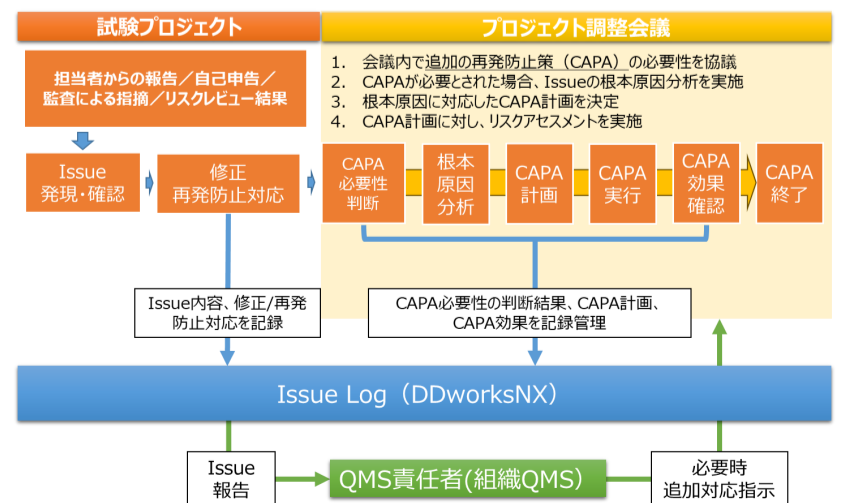 試験プロジェクト
プロジェクト調整会議
担当者からの報告／自己申告／
監査による指摘／リスクレビュー結果
1. 会議内で追加の再発防止策（CAPA）の必要性を協議
2. CAPAが必要とされた場合、Issueの根本原因分析を実施
3. 根本原因に対応したCAPA計画を決定
4. CAPA計画に対し、リスクアセスメントを実施
Issue
発現・確認
修正
再発防止対応
CAPA
必要性
判断
根本
原因
分析
CAPA
計画
CAPA
実行
CAPA
効果
確認
CAPA
終了
Issue内容、修正/再発
防止対応を記録
CAPA必要性の判断結果、CAPA計画、
CAPA効果を記録管理
Issue Log（DDworksNX）
Issue
報告
QMS責任者(組織QMS）
必要時
追加対応指示